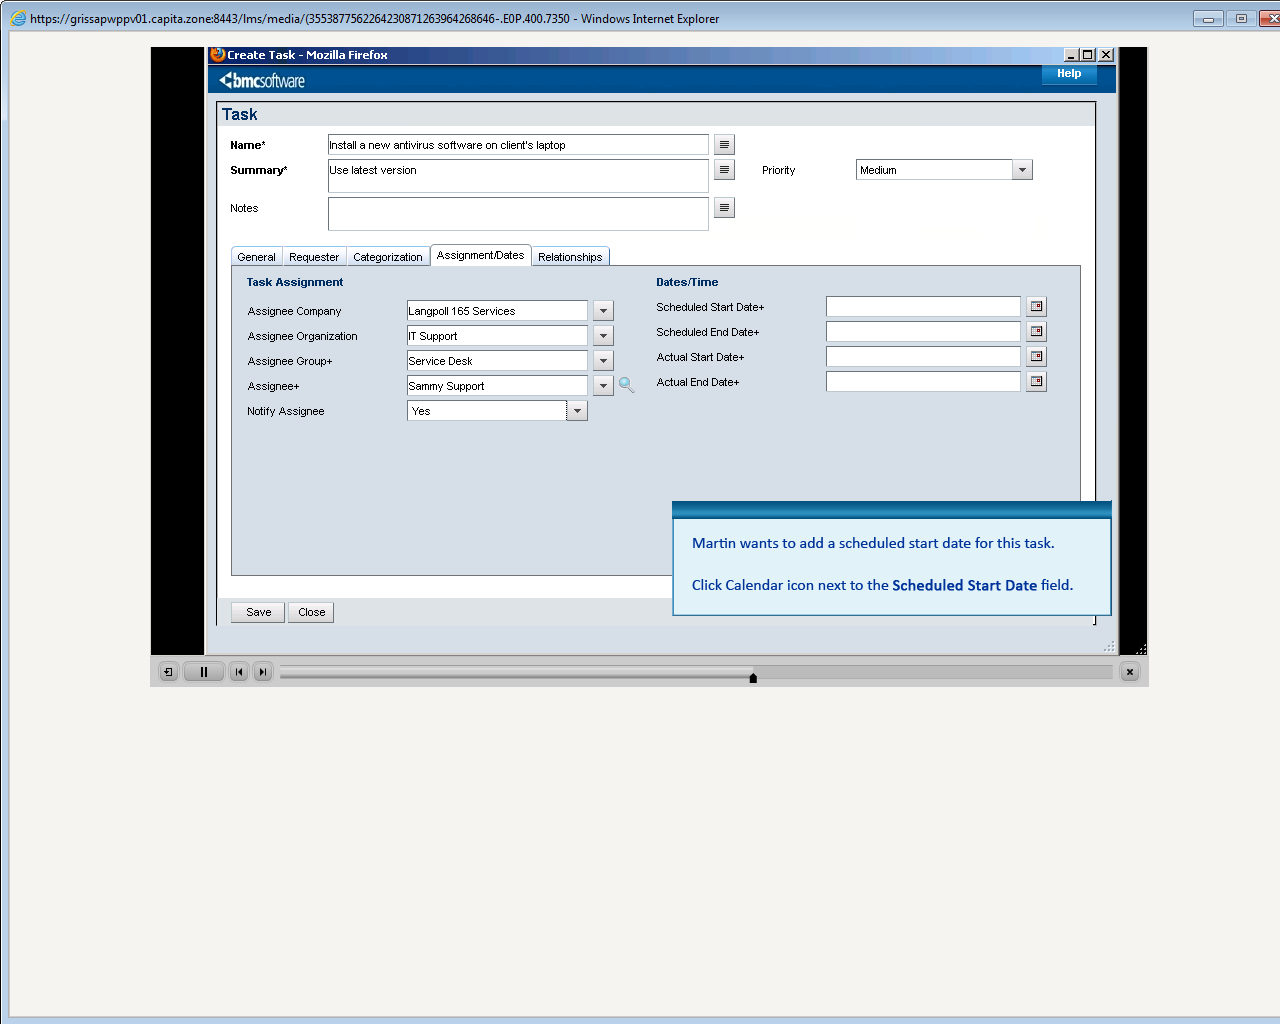 https://grissapwppv01.capita.zone:8443/lms/media/(3553877562264230871263964268646-.E0P.400.7350 - Windows Internet Explorer
Create Task - Mozilla Firefox
bmcsoftware
Help
Task
Name*
Install a new antivirus software on client's laptop
Summary*
Use latest version
Priority
Medium
Notes
General
Requester
Categorization
Assignment/Dates
Relationships
Task Assignment
Dates/Time
Assignee Company
Langpoll 165 Services
Scheduled Start Date+
Assignee Organization
IT Support
Scheduled End Date+
Assignee Group+
Service Desk
Actual Start Date+
Assignee+
Sammy Support
Actual End Date+
Notify Assignee
Yes
Martin wants to add a scheduled start date for this task.
Click Calendar icon next to the Scheduled Start Date field.
Save
Close